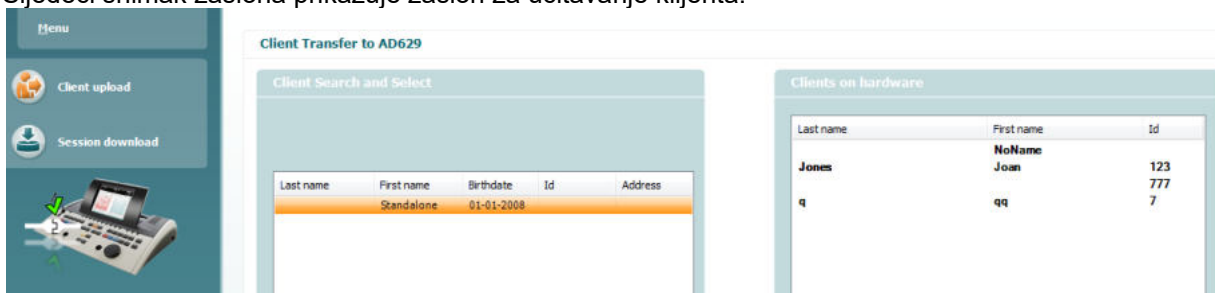 Sljedeći snimak zaslona prikazuje zaslon za učitavanje klijenta:
Menu
Client upload
Session download
Client Transfer to AD629
Client Search and Select
Last name First name Birthdate Id Address
Standalone 01-01-2008
Clients on hardware
Last name First name Id
NoName
Jones Joan 123
777
q qq 7